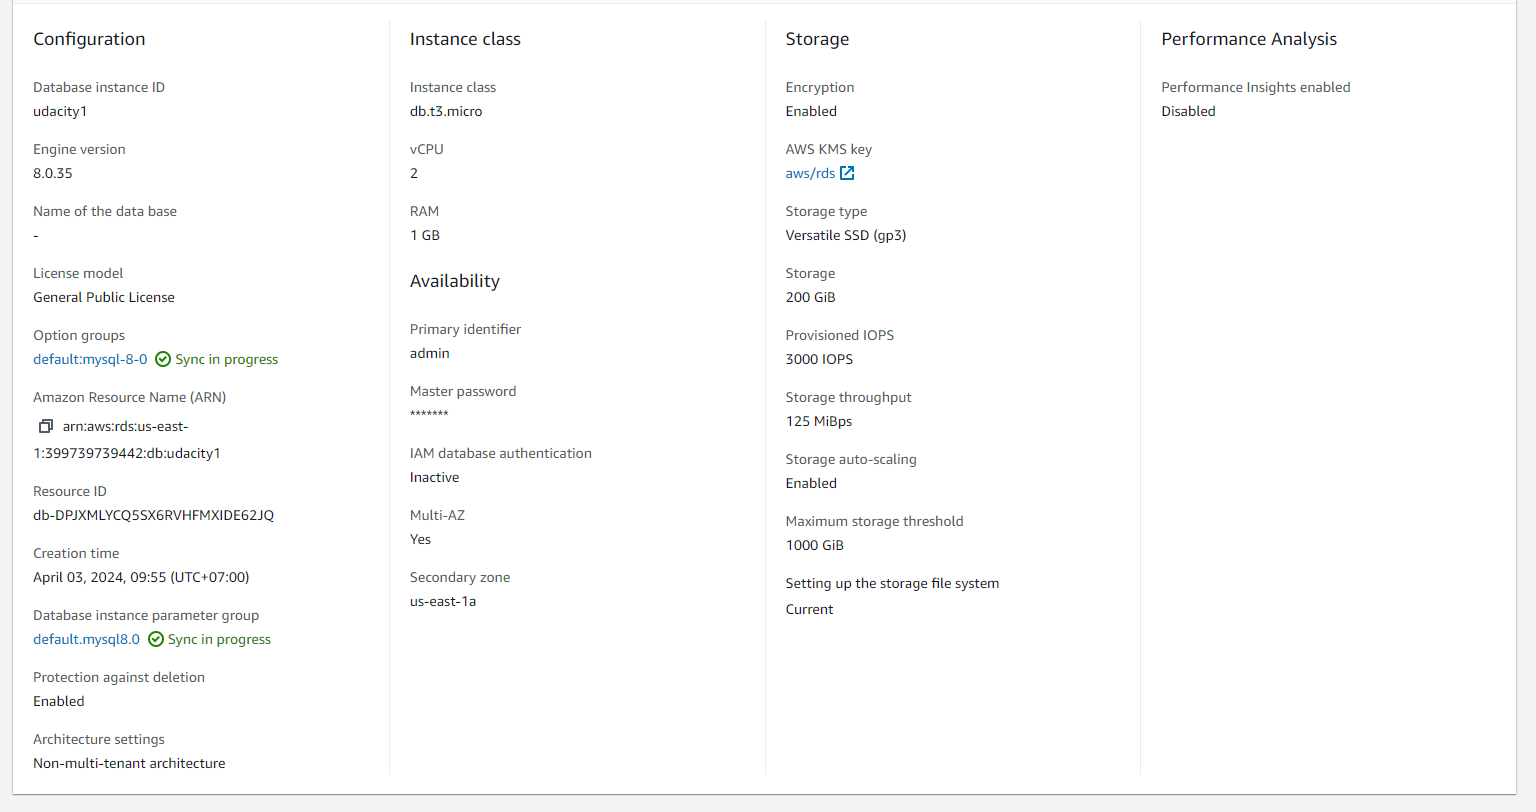 Configuration
Database instance ID
udacity1
Engine version
8.0.35
Name of the data base
-
License model
General Public License
Option groups
default:mysql-8-0 Sync in progress
Amazon Resource Name (ARN)
arn:aws:rds:us-east-
1:399739739442:db:udacity1
Resource ID
db-DPJXMLYCQ5SX6RVHFMXIDE62JQ
Creation time
April 03, 2024, 09:55 (UTC+07:00)
Database instance parameter group
default.mysql8.0 Sync in progress
Protection against deletion
Enabled
Architecture settings
Non-multi-tenant architecture
Instance class
Instance class
db.t3.micro
vCPU
2
RAM
1 GB
Availability
Primary identifier
admin
Master password
*******
IAM database authentication
Inactive
Multi-AZ
Yes
Secondary zone
us-east-1a
Storage
Encryption
Enabled
AWS KMS key
aws/rds
Storage type
Versatile SSD (gp3)
Storage
200 GiB
Provisioned IOPS
3000 IOPS
Storage throughput
125 MiBps
Storage auto-scaling
Enabled
Maximum storage threshold
1000 GiB
Setting up the storage file system
Current
Performance Analysis
Performance Insights enabled
Disabled